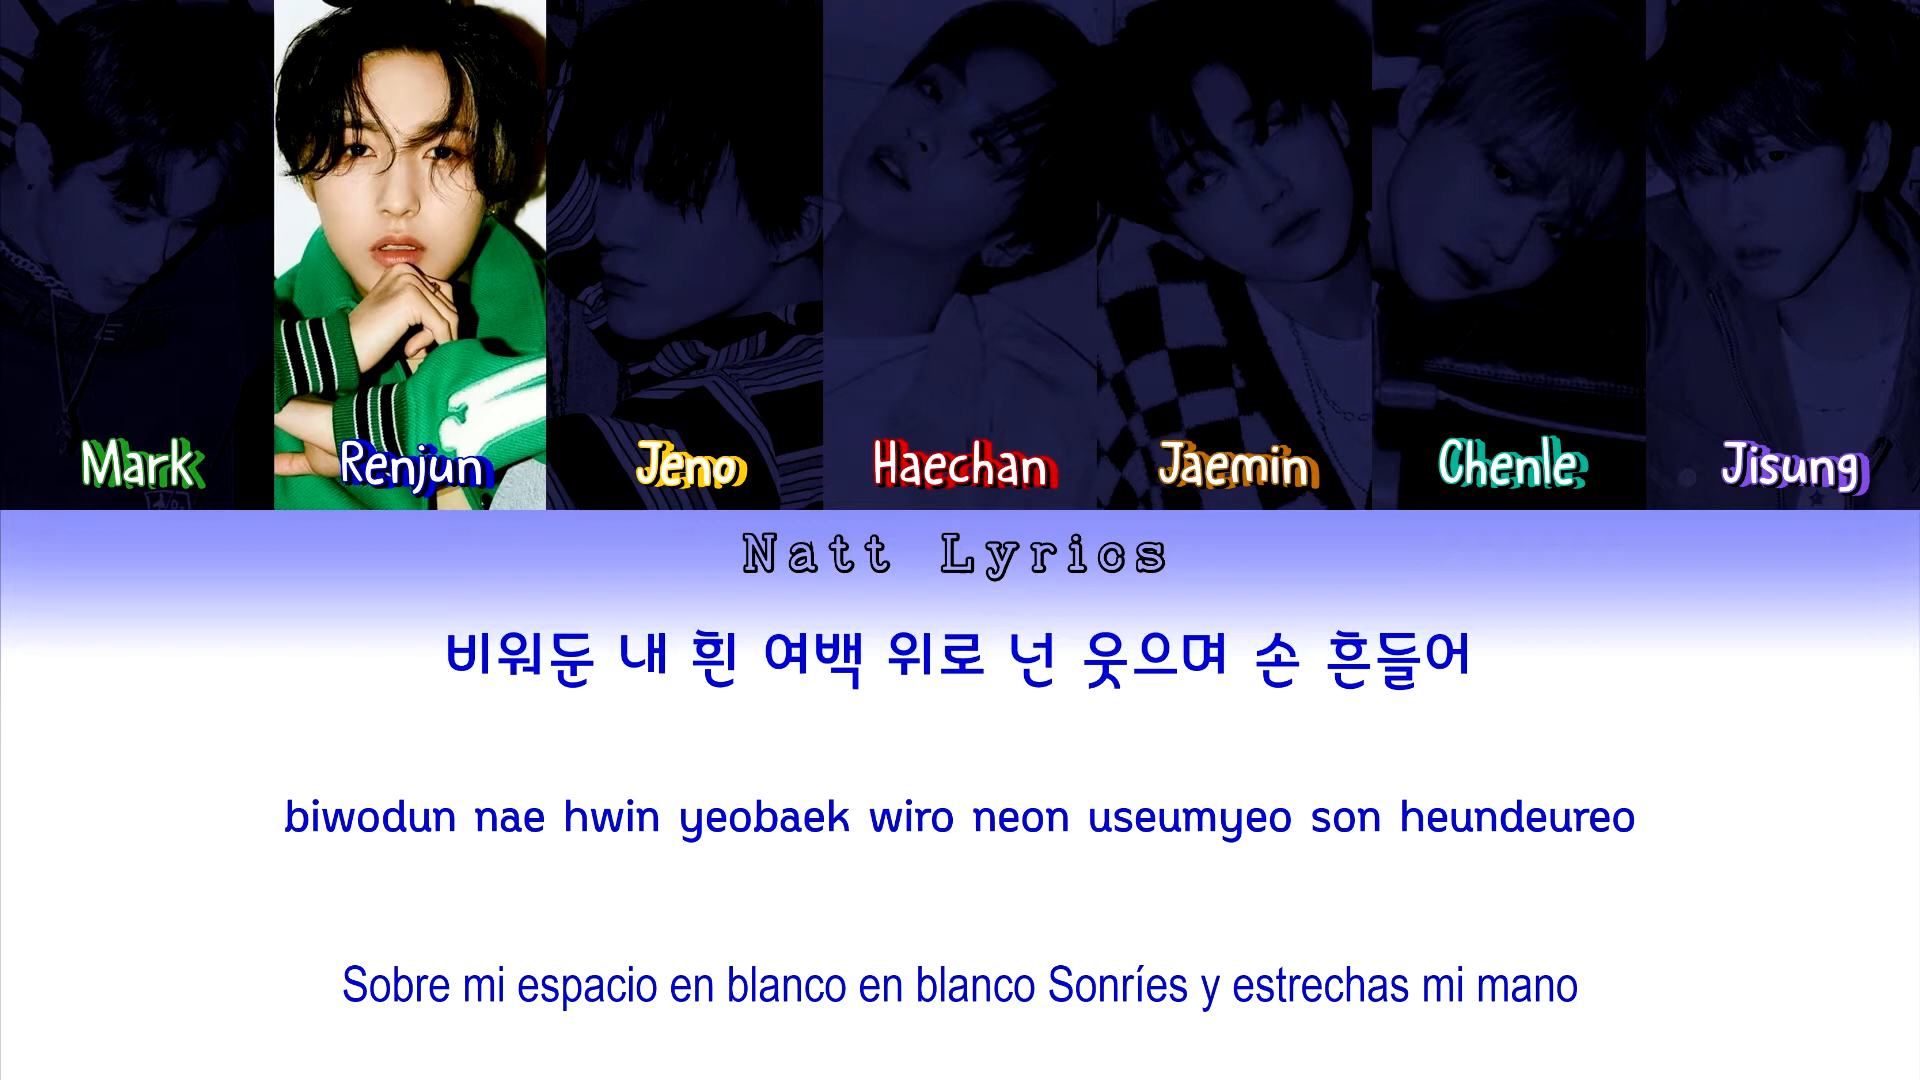 Mark Renjun Jeno Haechan Jaemin Chenle Jisung
Natt Lyrics
비워둔 내 흰 여백 위로 넌 웃으며 손 흔들어
biwodun nae hwin yeobaek wiro neon useumyeo son heundeureo
Sobre mi espacio en blanco en blanco Sonríes y estrechas mi mano